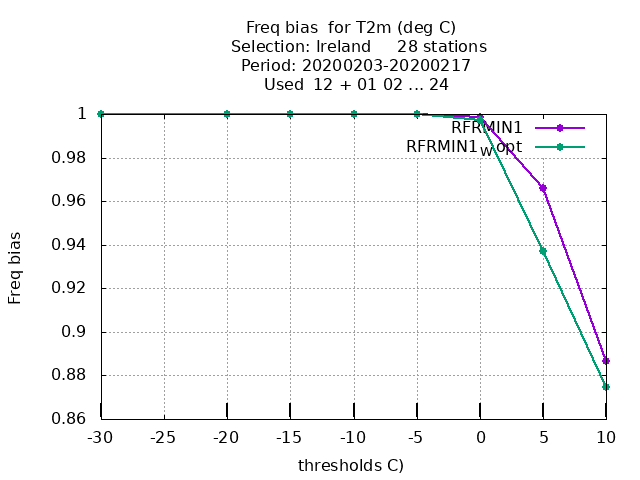 Freq bias  for T2m (deg C)
Selection: Ireland     28 stations
Period: 20200203-20200217
Used  12 + 01 02 ... 24
RFRMIN1
RFRMIN1wopt
1
0.98
0.96
0.94
0.92
0.9
0.88
0.86
Freq bias
-30 -25 -20 -15 -10 -5 0 5 10
thresholds C)